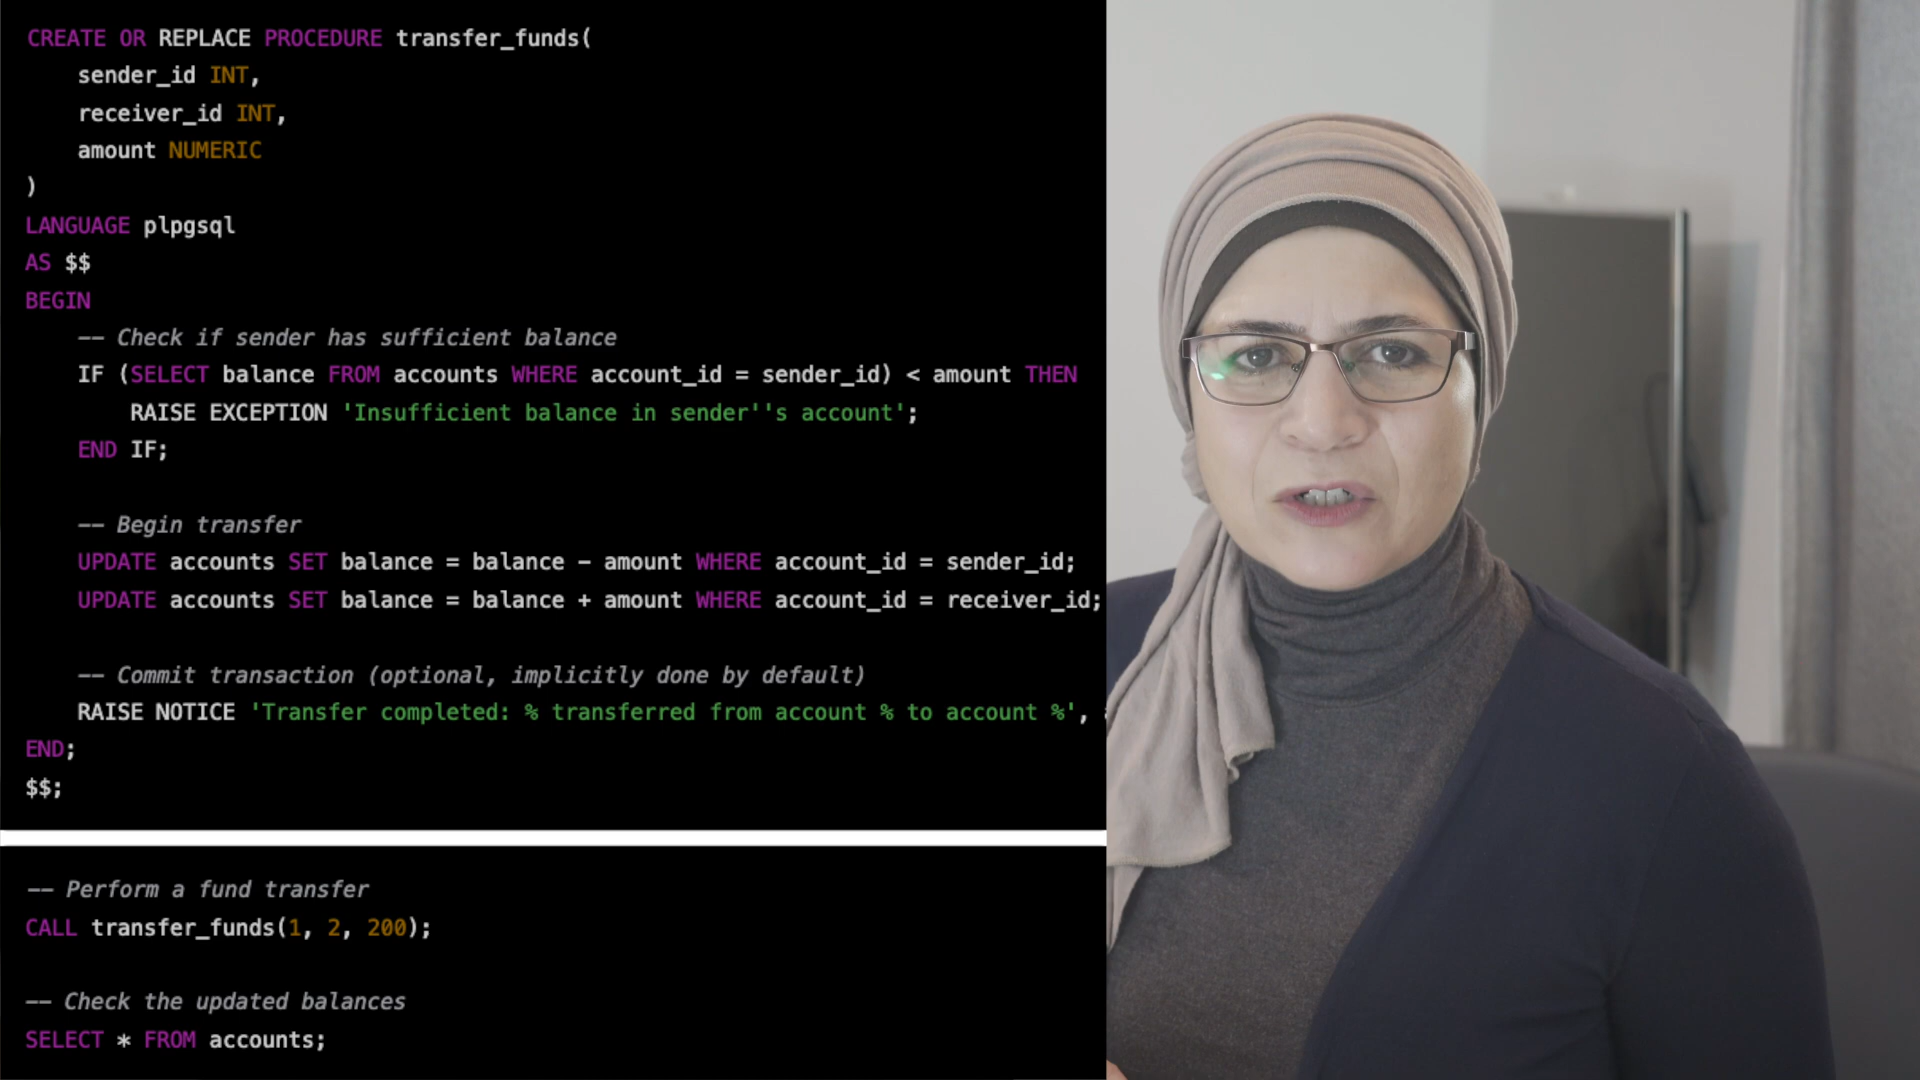 CREATE OR REPLACE PROCEDURE transfer_funds(
sender_id INT,
receiver_id INT,
amount NUMERIC
)
LANGUAGE plpgsql
AS $$
BEGIN
-- Check if sender has sufficient balance
IF (SELECT balance FROM accounts WHERE account_id = sender_id) < amount THEN
RAISE EXCEPTION 'Insufficient balance in sender''s account';
END IF;
-- Begin transfer
UPDATE accounts SET balance = balance - amount WHERE account_id = sender_id;
UPDATE accounts SET balance = balance + amount WHERE account_id = receiver_id;
-- Commit transaction (optional, implicitly done by default)
RAISE NOTICE 'Transfer completed: % transferred from account % to account %',
END;
$$;
-- Perform a fund transfer
CALL transfer_funds(1, 2, 200);
-- Check the updated balances
SELECT * FROM accounts;